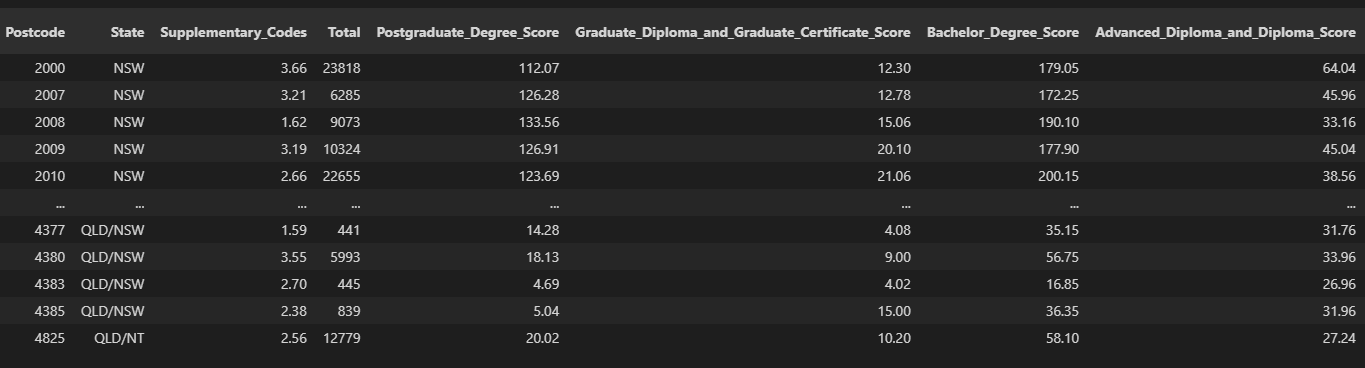 Postcode State Supplementary_Codes Total Postgraduate_Degree_Score Graduate_Diploma_and_Graduate_Certificate_Score Bachelor_Degree_Score Advanced_Diploma_and_Diploma_Score
2000 NSW 3.66 23818 112.07 12.30 179.05 64.04
2007 NSW 3.21 6285 126.28 12.78 172.25 45.96
2008 NSW 1.62 9073 133.56 15.06 190.10 33.16
2009 NSW 3.19 10324 126.91 20.10 177.90 45.04
2010 NSW 2.66 22655 123.69 21.06 200.15 38.56
... ... ... ... ... ... ... ...
4377 QLD/NSW 1.59 441 14.28 4.08 35.15 31.76
4380 QLD/NSW 3.55 5993 18.13 9.00 56.75 33.96
4383 QLD/NSW 2.70 445 4.69 4.02 16.85 26.96
4385 QLD/NSW 2.38 839 5.04 15.00 36.35 31.96
4825 QLD/NT 2.56 12779 20.02 10.20 58.10 27.24